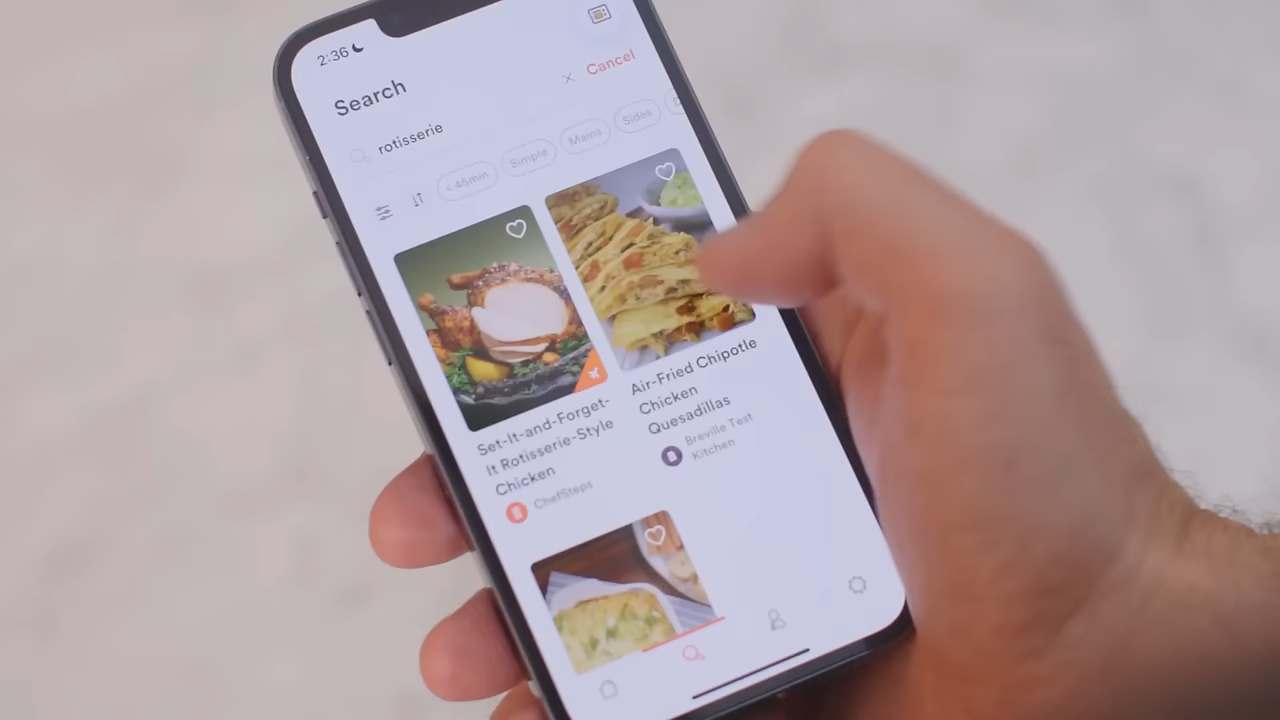 2:36
Cancel
Search
rotisserie
<45min
Simple
Mains
Sides
Set-It-and-Forget-
It Rotisserie-Style
Chicken
ChefSteps
Air-Fried Chipotle
Chicken
Quesadillas
Breville Test
Kitchen